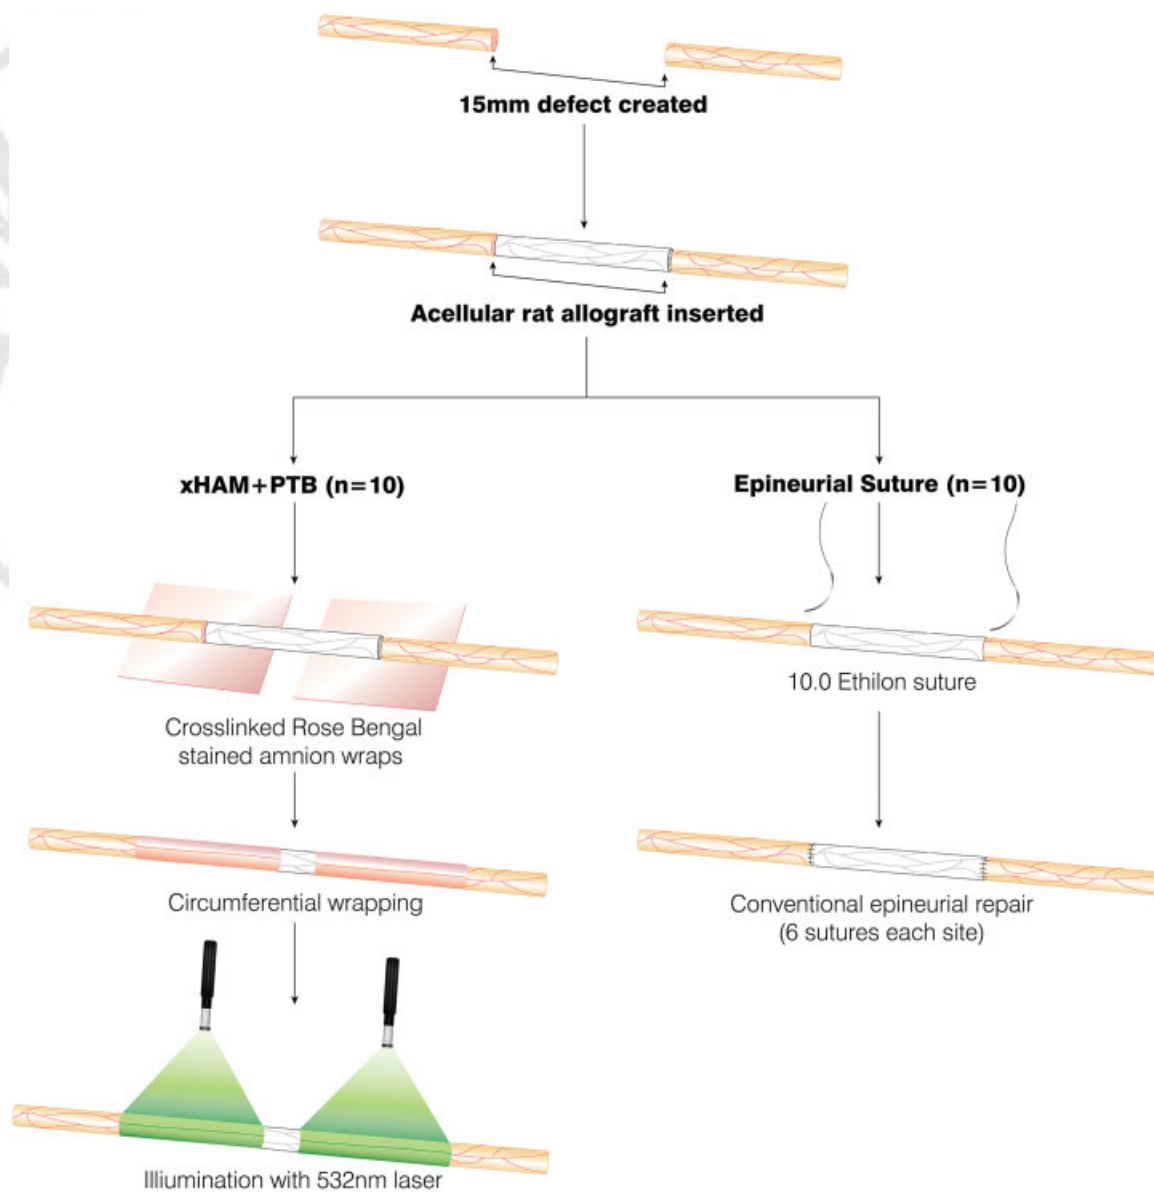 15mm defect created
Acellular rat allograft inserted
xHAM+PTB (n=10)
Epineurial Suture (n=10)
10.0 Ethilon suture
Crosslinked Rose Bengal
stained amnion wraps
Circumferential wrapping
Conventional epineurial repair
(6 sutures each site)
Illiumination with 532nm laser